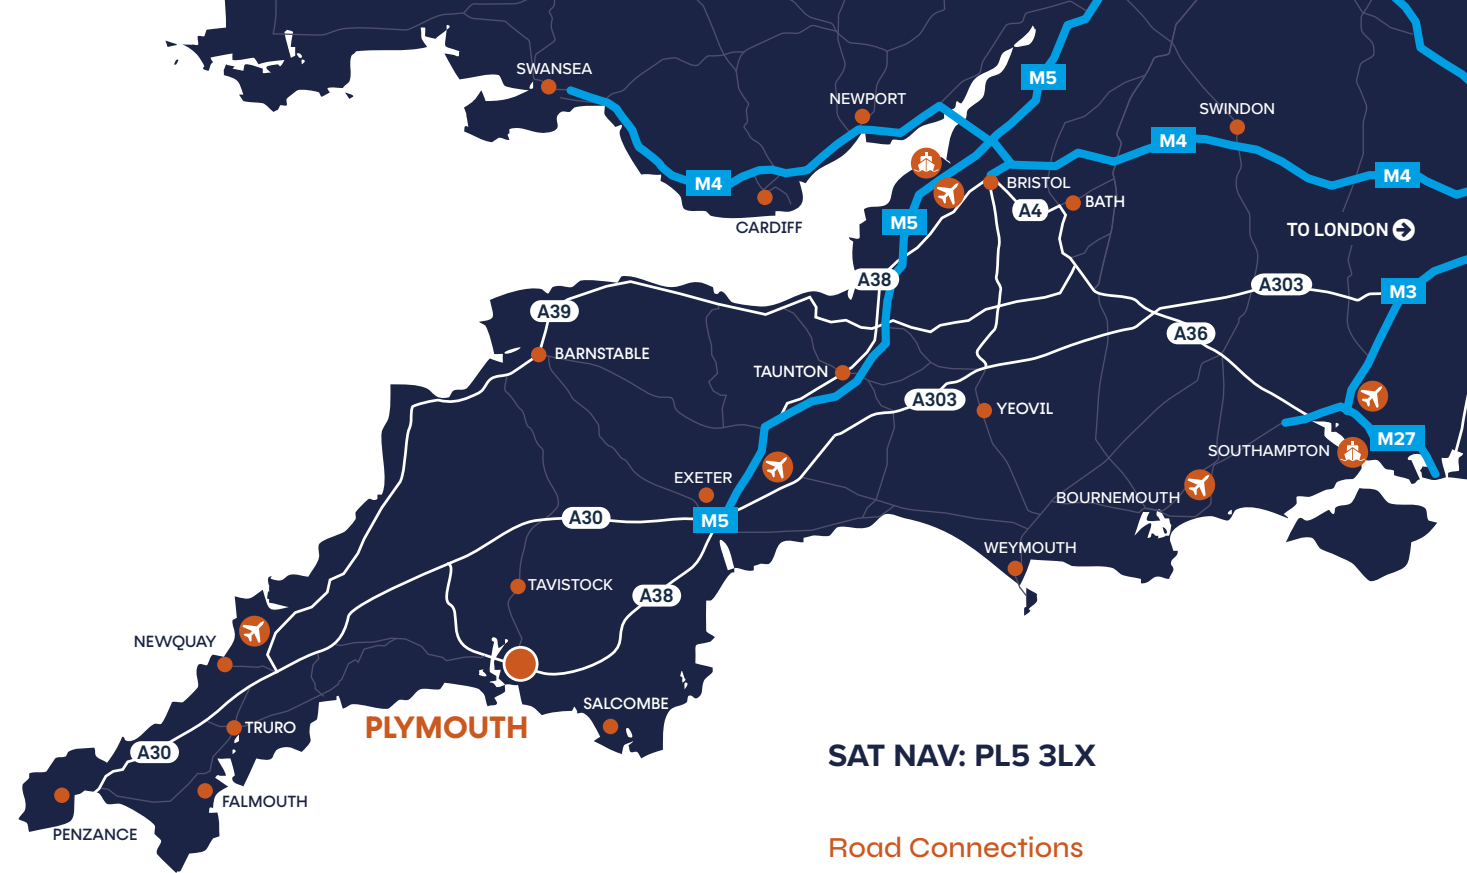 M5
SWANSEA
NEWPORT
SWINDON
M4
M4
M4
BRISTOL
A4
BATH
M5
CARDIFF
TO LONDON
A38
A303
M3
A39
A36
BARNSTABLE
TAUNTON
A303
YEOVIL
M27
SOUTHAMPTON
EXETER
BOURNEMOUTH
A30
M5
WEYMOUTH
TAVISTOCK
A38
NEWQUAY
SALCOMBE
PLYMOUTH
TRURO
A30
SAT NAV: PL5 3LX
FALMOUTH
PENZANCE
Road Connections